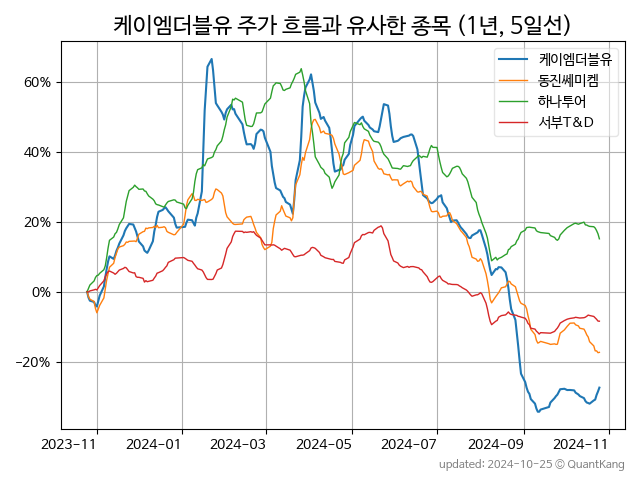 케이엠더블유 주가 흐름과 유사한 종목 (1년, 5일선)
케이엠더블유
동진쎄미켐
하나투어
서부T&D
60%
40%
20%
0%
−20%
2023-11 2024-01 2024-03 2024-05 2024-07 2024-09 2024-11
updated: 2024-10-25 © QuantKang